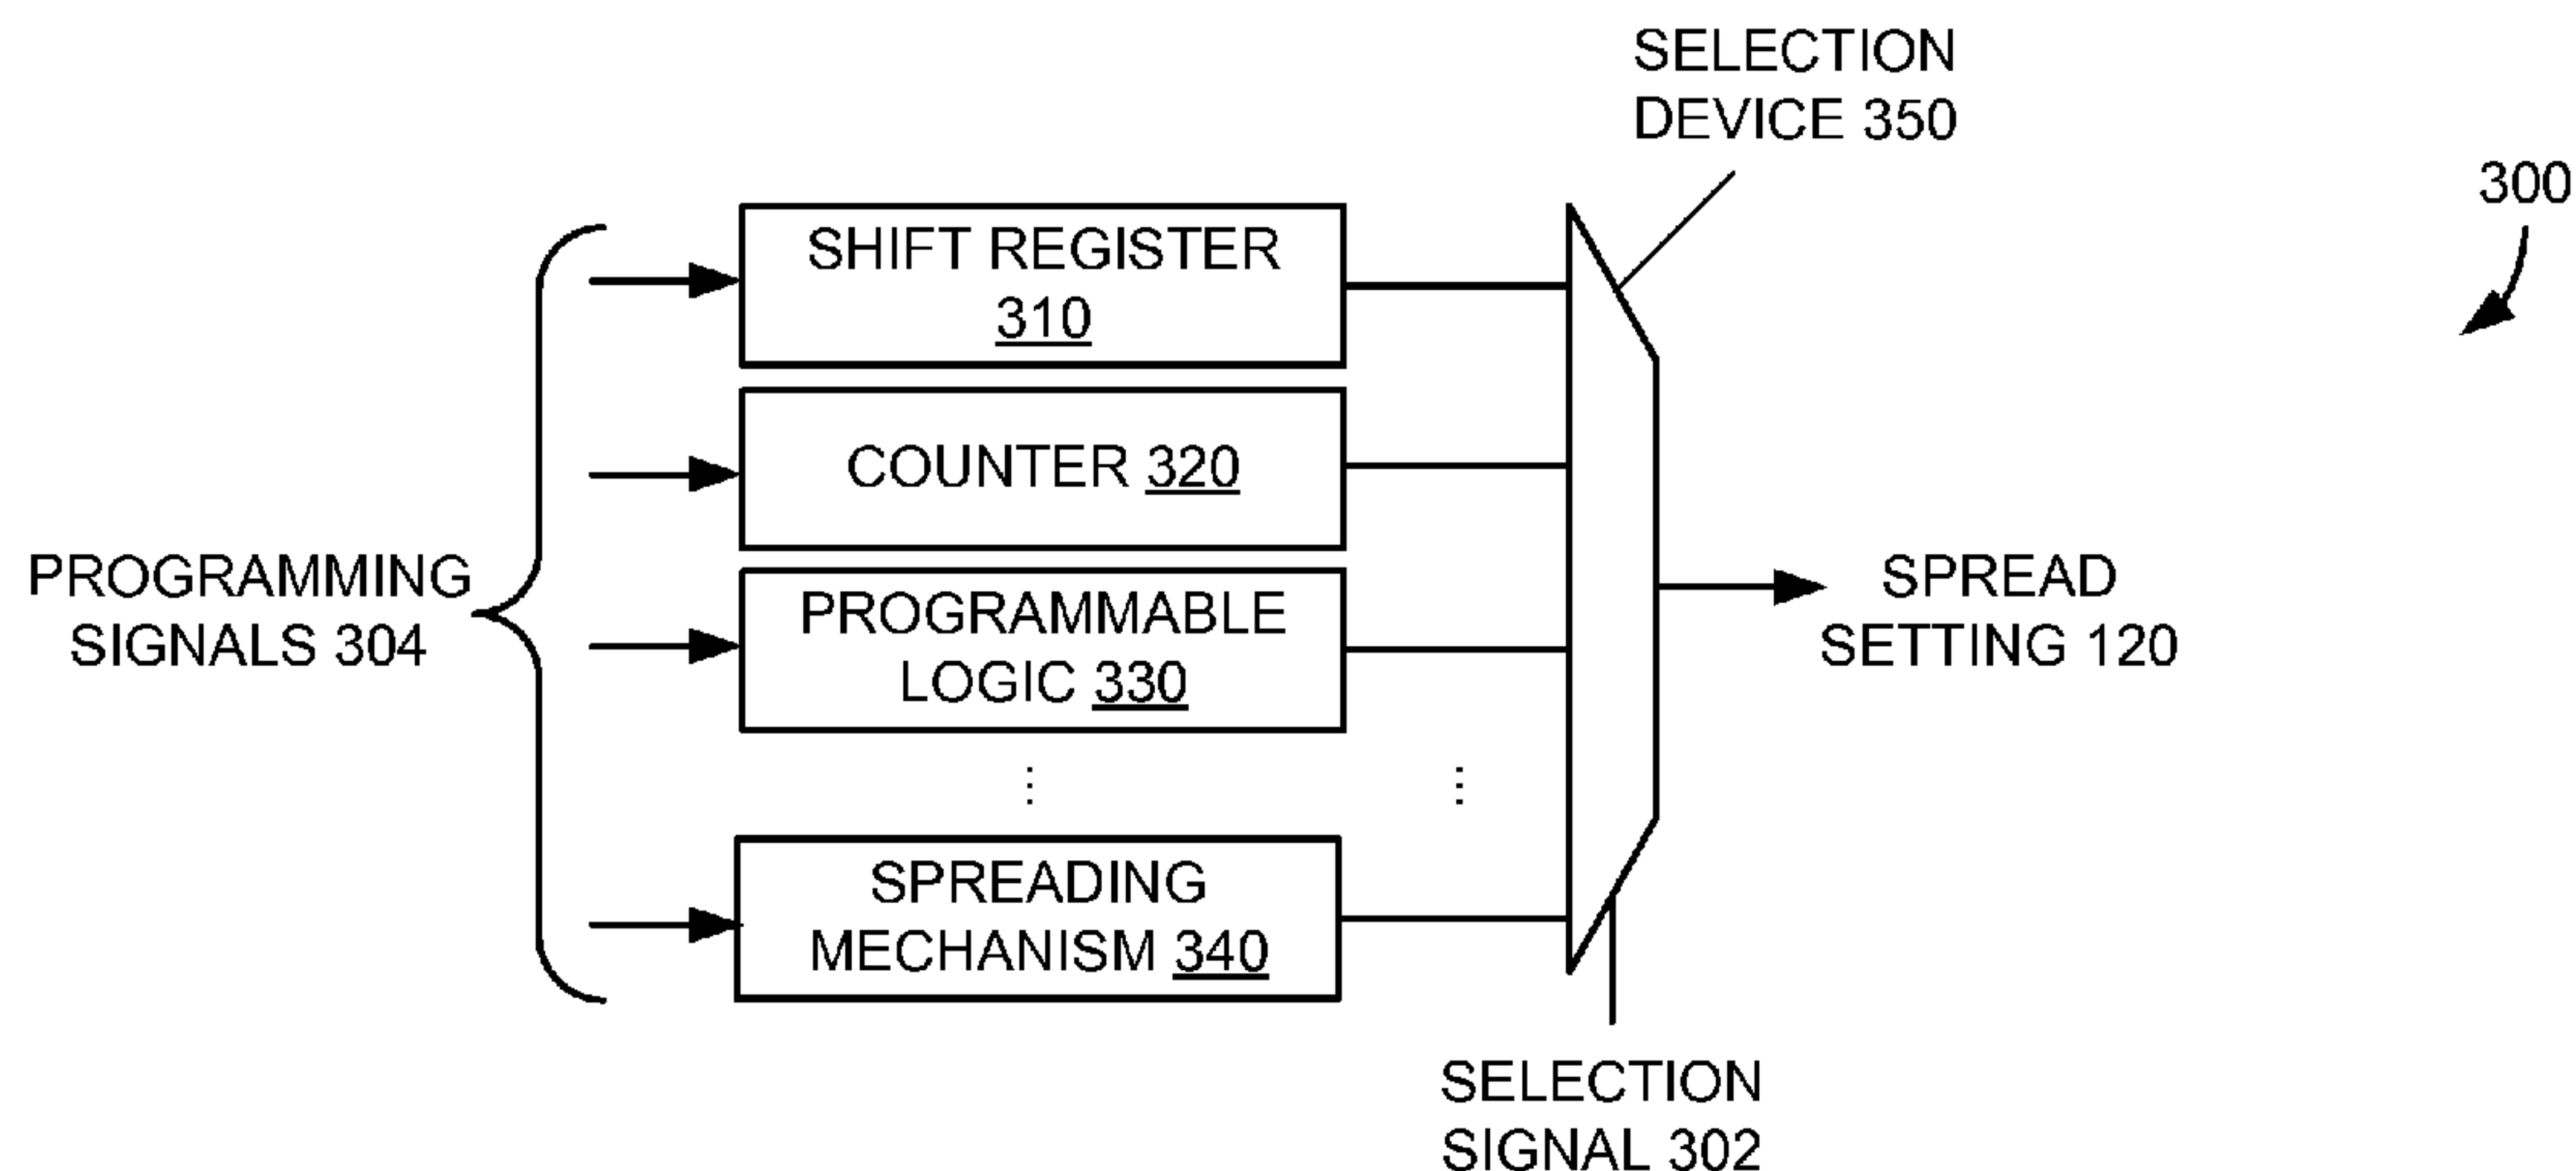 SELECTION
DEVICE 350
300
SHIFT REGISTER
310
COUNTER 320
PROGRAMMING
SIGNALS 304
PROGRAMMABLE
LOGIC 330
SPREAD
SETTING 120
SPREADING
MECHANISM 340
SELECTION
SIGNAL 302